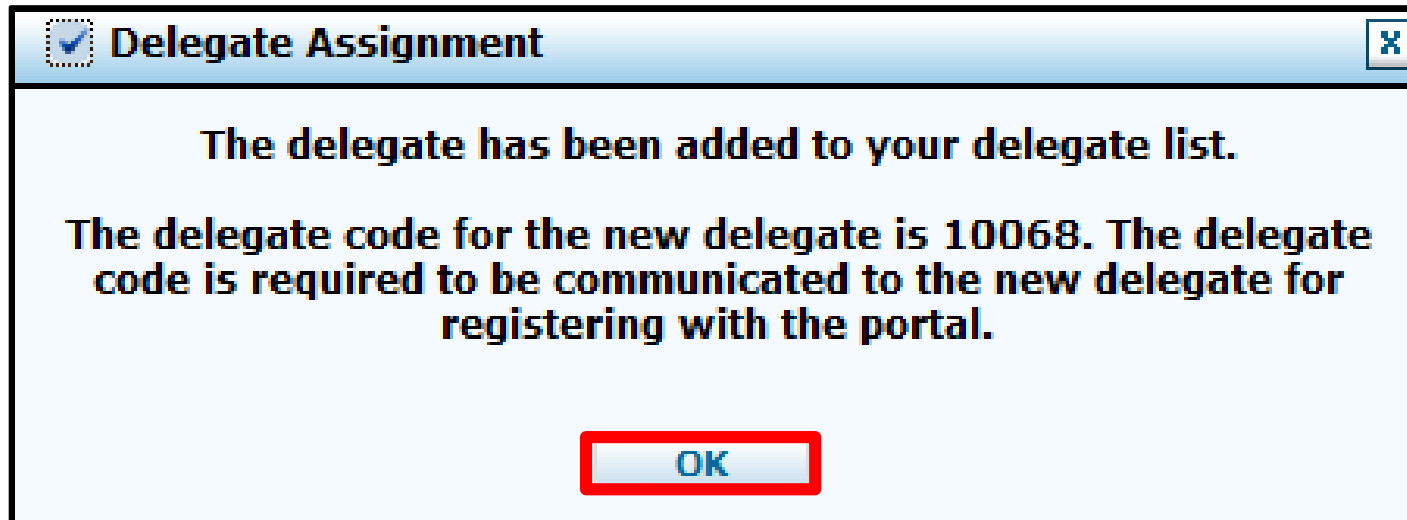 Delegate Assignment
X
The delegate has been added to your delegate list.
The delegate code for the new delegate is 10068. The delegate
code is required to be communicated to the new delegate for
registering with the portal.
OK